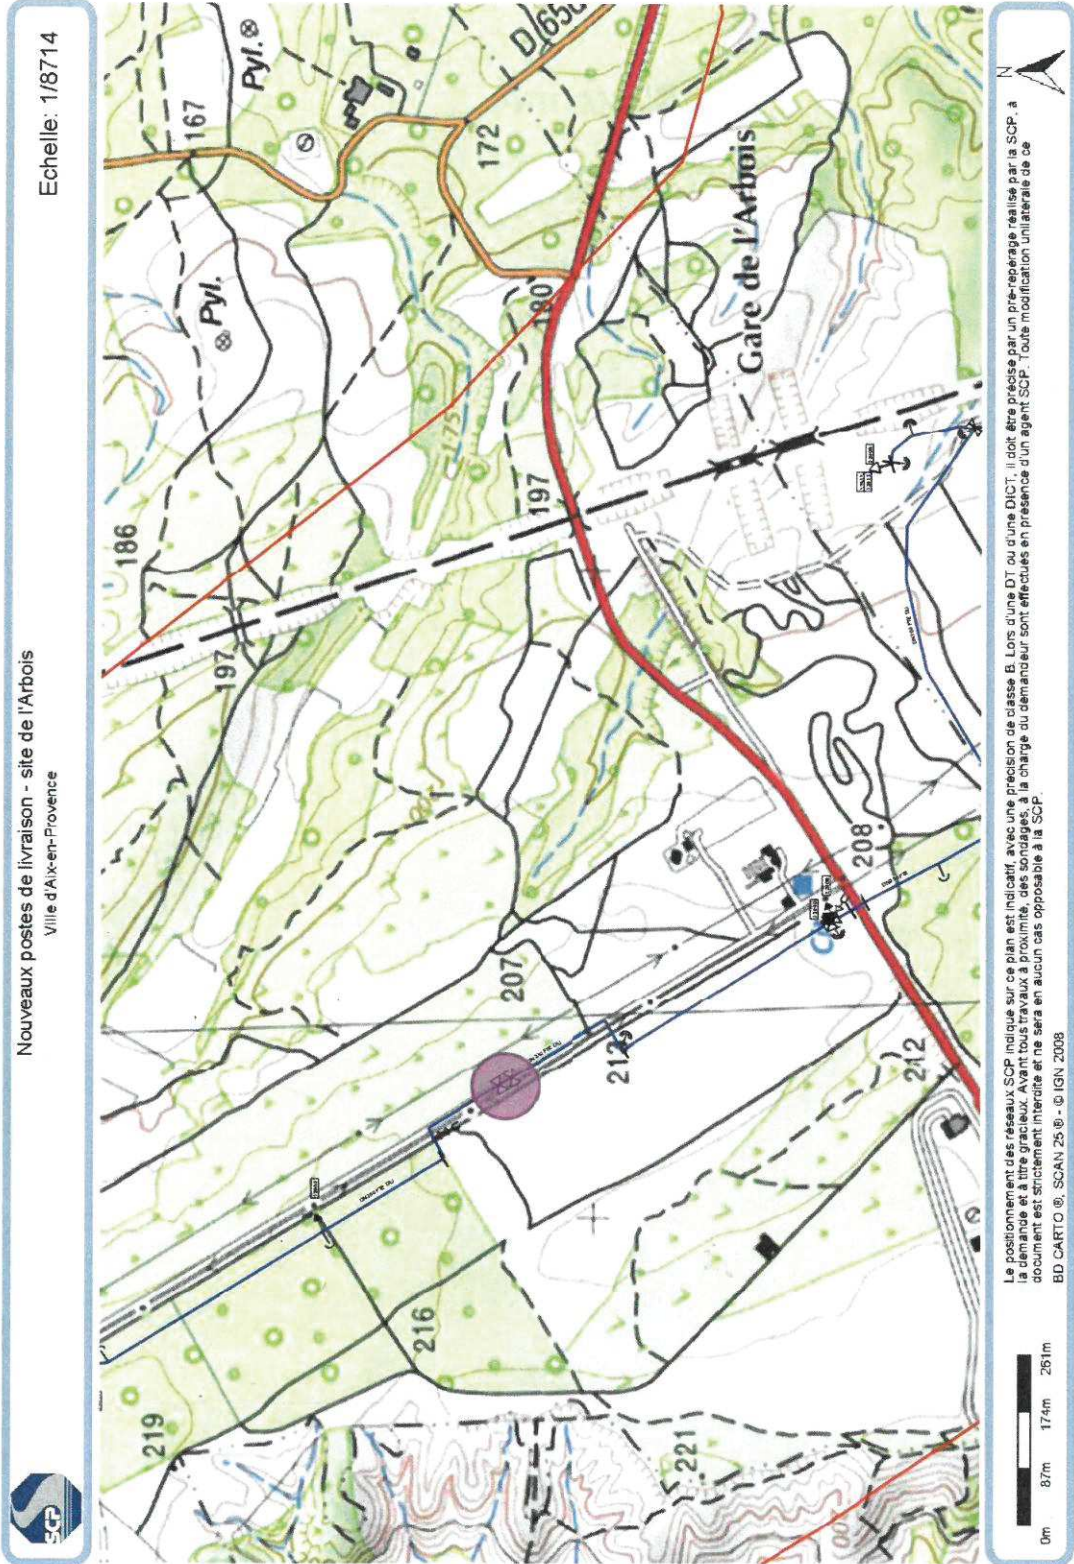 Nouveaux postes de livraison - site de l'Arbois
Ville d'Aix-en-Provence
Echelle: 1/8714
SCP
219
216
221
212
212
213
207
208
197
197
186
Pyl.
Pyl.
167
172
175
180
D 65
Gare de l'Arbois
N
0m 87m 174m 261m
Le positionnement des réseaux SCP indiqué sur ce plan est indicatif, avec une précision de classe B. Lors d'une DT ou d'une DICT, il doit être précisé par un pré-repérage réalisé par la SCP, à
la demande et à titre gracieux. Avant tous travaux à proximité, des sondages, à la charge du demandeur sont effectués en présence d'un agent SCP. Toute modification unilatérale de ce
document est strictement interdite et ne sera en aucun cas opposable à la SCP.
BD CARTO ®, SCAN 25 ® - © IGN 2008